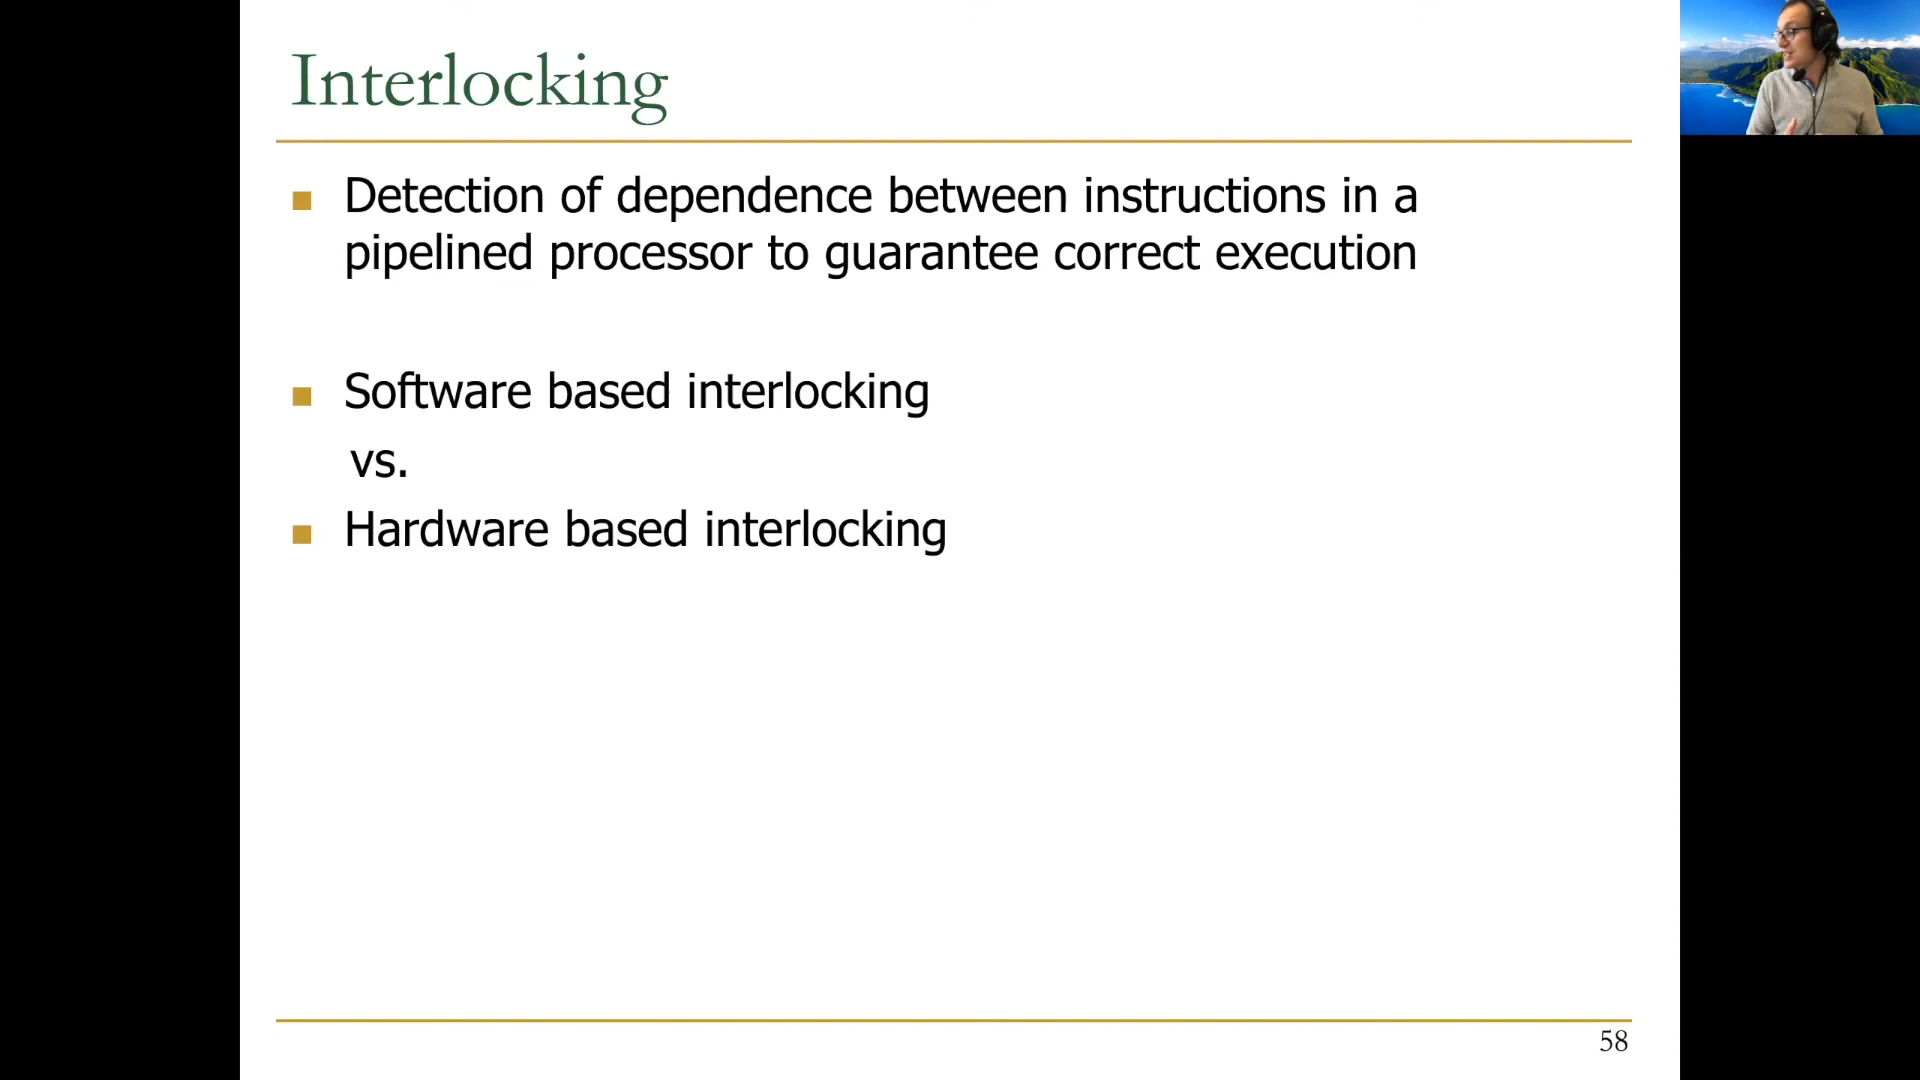 Interlocking
Detection of dependence between instructions in a
pipelined processor to guarantee correct execution
Software based interlocking
vs.
Hardware based interlocking
58